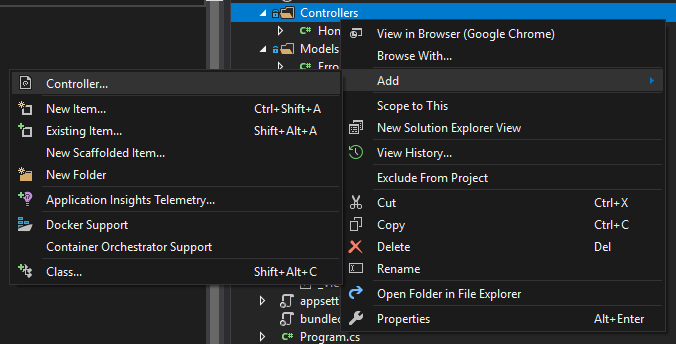 Controllers
C# Hon
Models
C# Erro
View in Browser (Google Chrome)
Browse With...
Add
Scope to This
New Solution Explorer View
View History...
Exclude From Project
Cut Ctrl+X
Copy Ctrl+C
Delete Del
Rename
Open Folder in File Explorer
Properties Alt+Enter
Controller...
New Item... Ctrl+Shift+A
Existing Item... Shift+Alt+A
New Scaffolded Item...
New Folder
Application Insights Telemetry...
Docker Support
Container Orchestrator Support
Class... Shift+Alt+C
appsett
bundlec
C# Program.cs